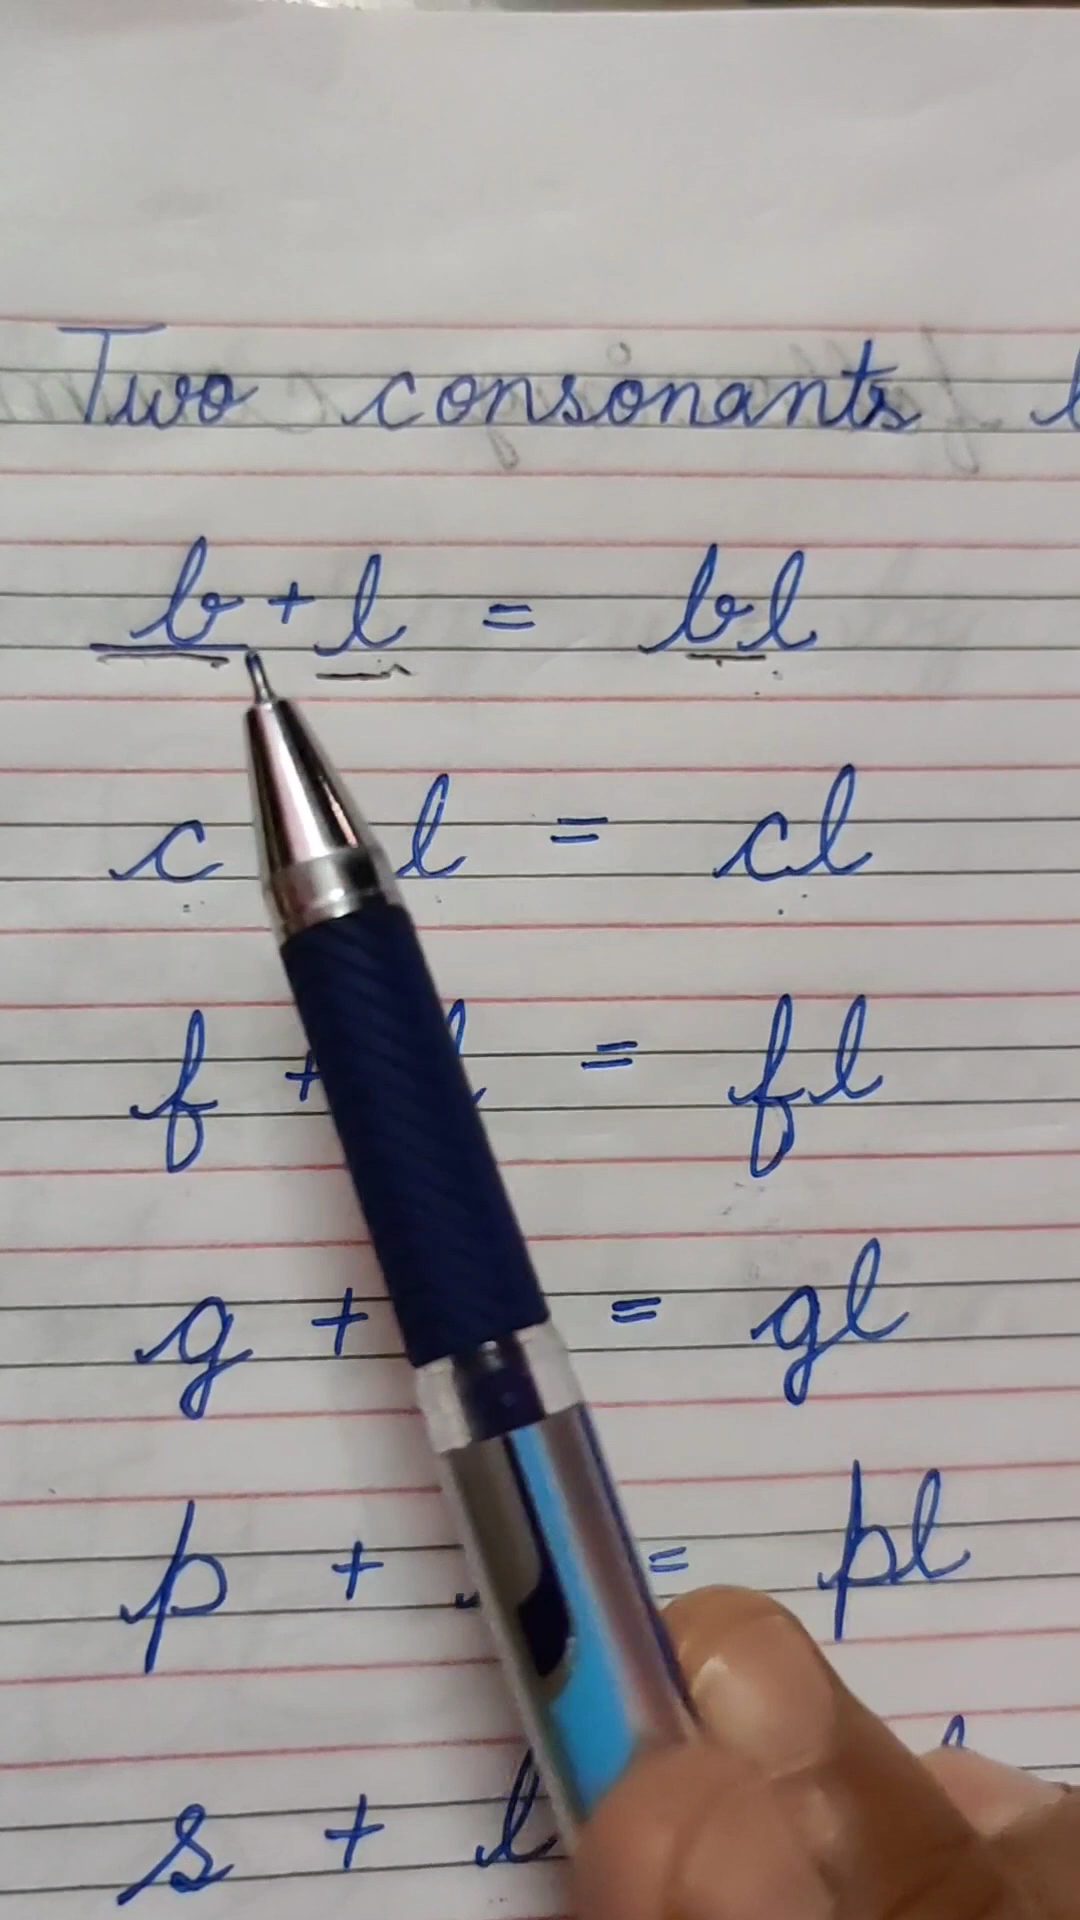 Two consonants
b + l = bl
c l = cl
f + l = fl
g + = gl
p + = pl
s + l